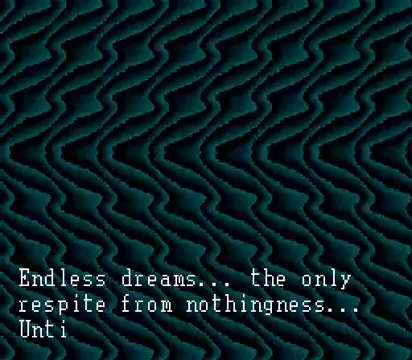 Endless dreams... the only
respite from nothingness...
Unti